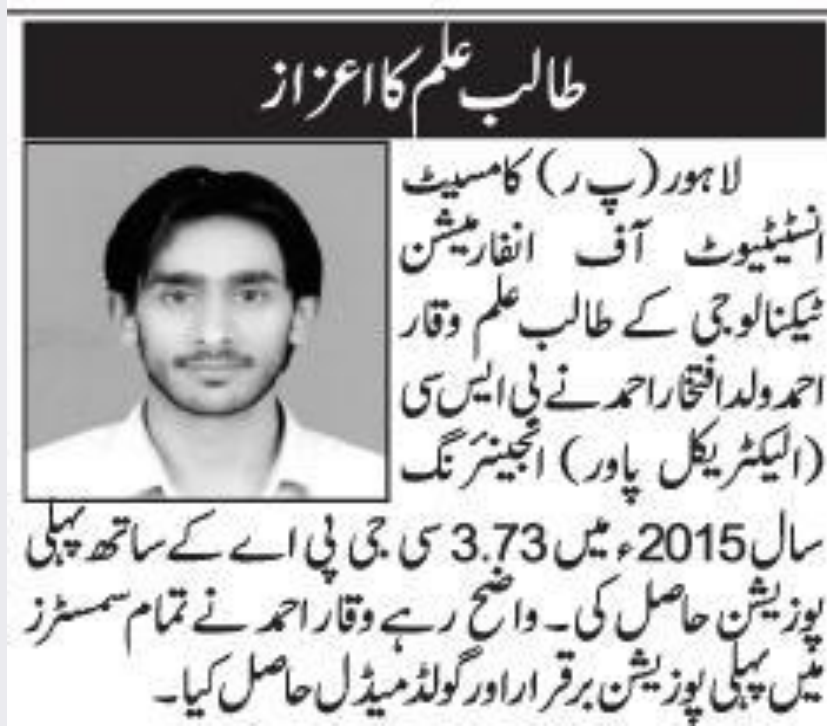 طالب علم کا اعزاز
لاہور (پ ر) کامسیٹ
انسٹیٹیوٹ آف انفارمیشن
ٹیکنالوجی کے طالب علم وقار
احمد ولد افتخار احمد نے بی ایس سی
(الیکٹریکل پاور) انجینئرنگ
سال 2015ء میں 3.73 سی جی پی اے کے ساتھ پہلی
پوزیشن حاصل کی۔ واضح رہے وقار احمد نے تمام سمسٹرز
میں پہلی پوزیشن برقرار اور گولڈ میڈل حاصل کیا۔